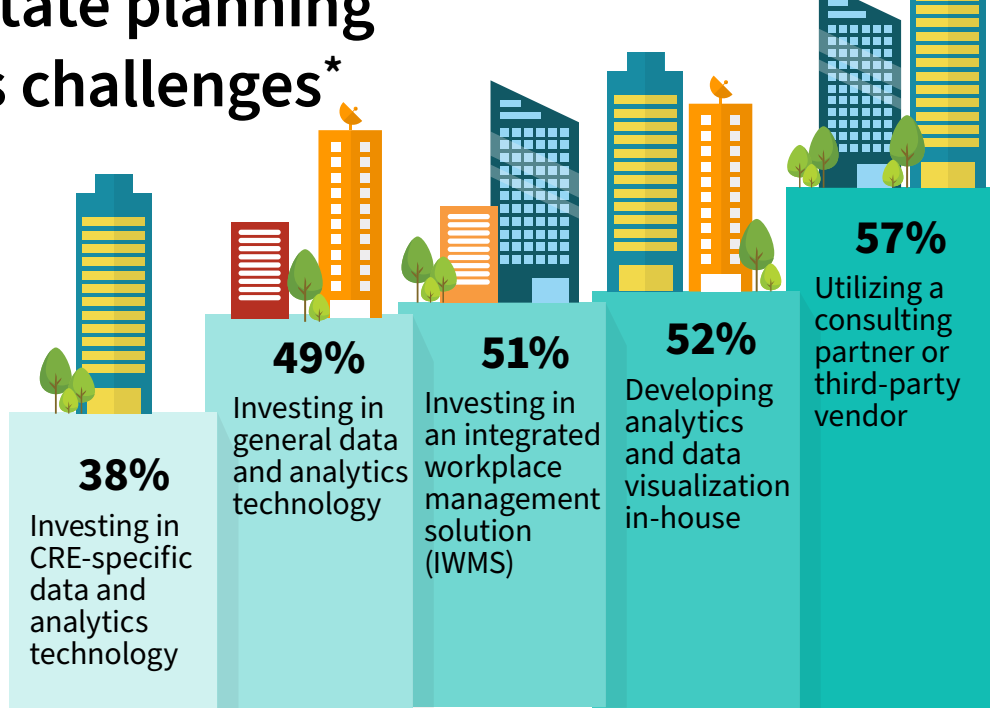 tate planning
s challenges*
38%
Investing in
CRE-specific
data and
analytics
technology
49%
Investing in
general data
and analytics
technology
51%
Investing in
an integrated
workplace
management
solution
(IWMS)
52%
Developing
analytics
and data
visualization
in-house
57%
Utilizing a
consulting
partner or
third-party
vendor